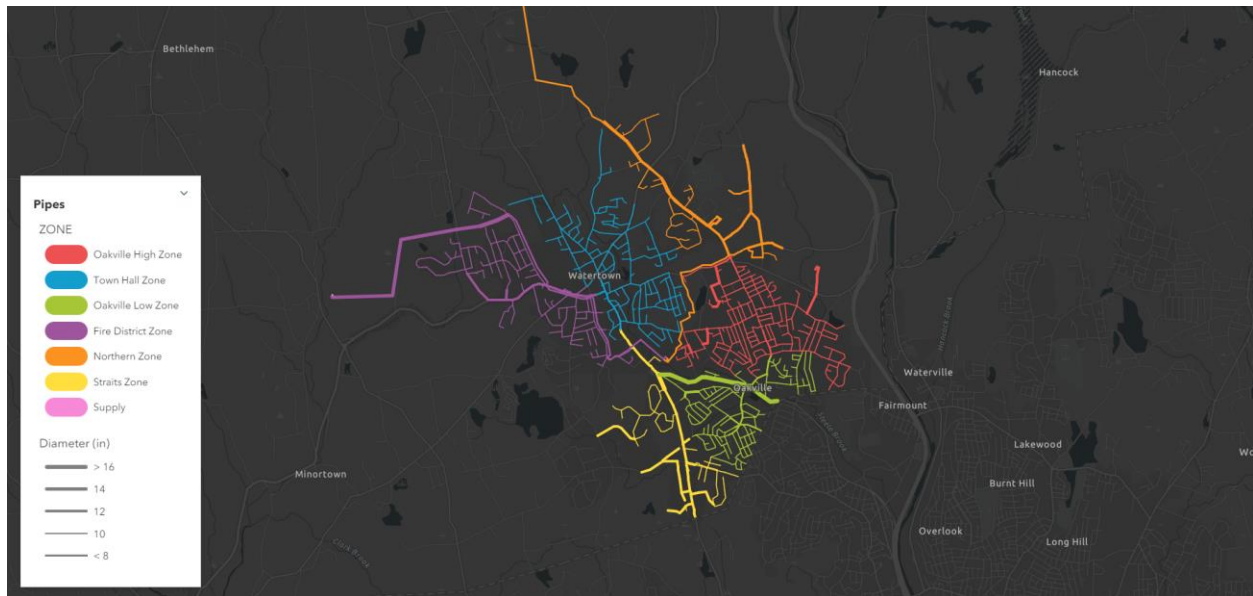 Bethlehem
Hancock
Pipes
ZONE
Oakville High Zone
Town Hall Zone
Oakville Low Zone
Fire District Zone
Northern Zone
Straits Zone
Supply
Diameter (in)
> 16
14
12
10
< 8
Watertown
Oakville
Waterville
Fairmount
Lakewood
Wo
Minortown
Burnt Hill
Overlook
Long Hill